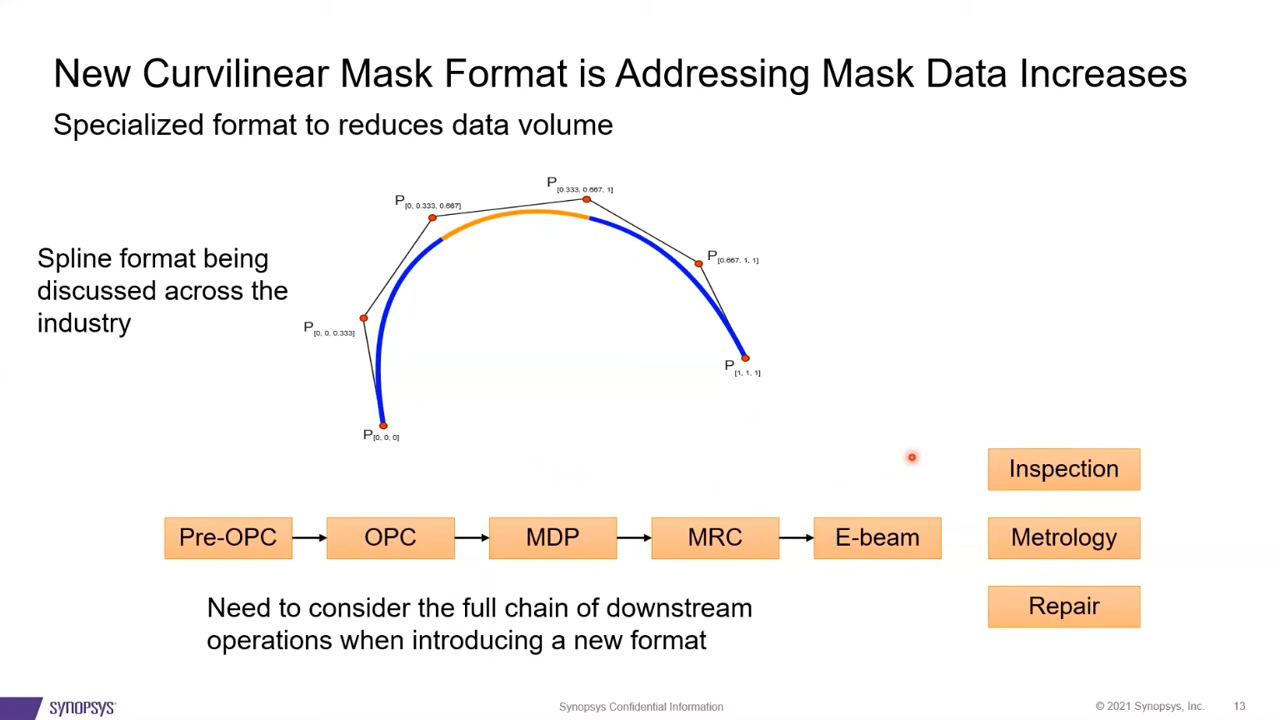 New Curvilinear Mask Format is Addressing Mask Data Increases
Specialized format to reduces data volume
P[0.333, 0.667, 1]
P[0, 0.333, 0.667]
Spline format being
discussed across the
industry
P[0.667, 1, 1]
P[0, 0, 0.333]
P[1, 1, 1]
P[0, 0, 0]
Inspection
Pre-OPC
OPC
MDP
MRC
E-beam
Metrology
Repair
Need to consider the full chain of downstream
operations when introducing a new format
SYNOPSYS
Synopsys Confidential Information
© 2021 Synopsys, Inc.
13